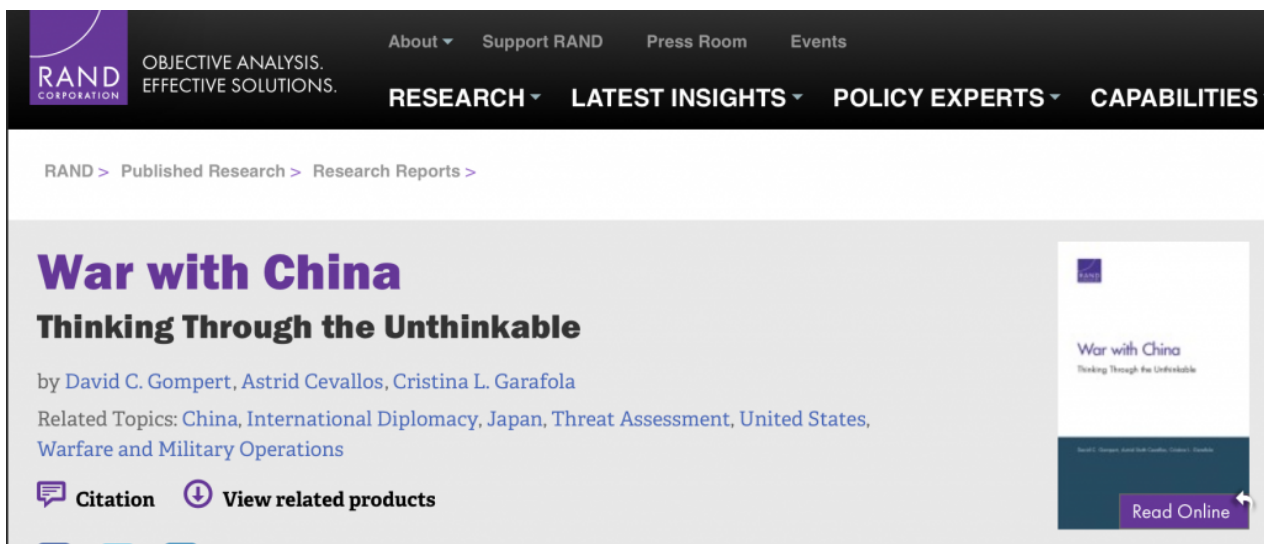 About Support RAND Press Room Events
RAND
CORPORATION
OBJECTIVE ANALYSIS.
EFFECTIVE SOLUTIONS.
RESEARCH LATEST INSIGHTS POLICY EXPERTS CAPABILITIES
RAND > Published Research > Research Reports >
War with China
Thinking Through the Unthinkable
by David C. Gompert, Astrid Cevallos, Cristina L. Garafola
Related Topics: China, International Diplomacy, Japan, Threat Assessment, United States,
Warfare and Military Operations
Citation View related products
RAND
War with China
Thinking Through the Unthinkable
Read Online